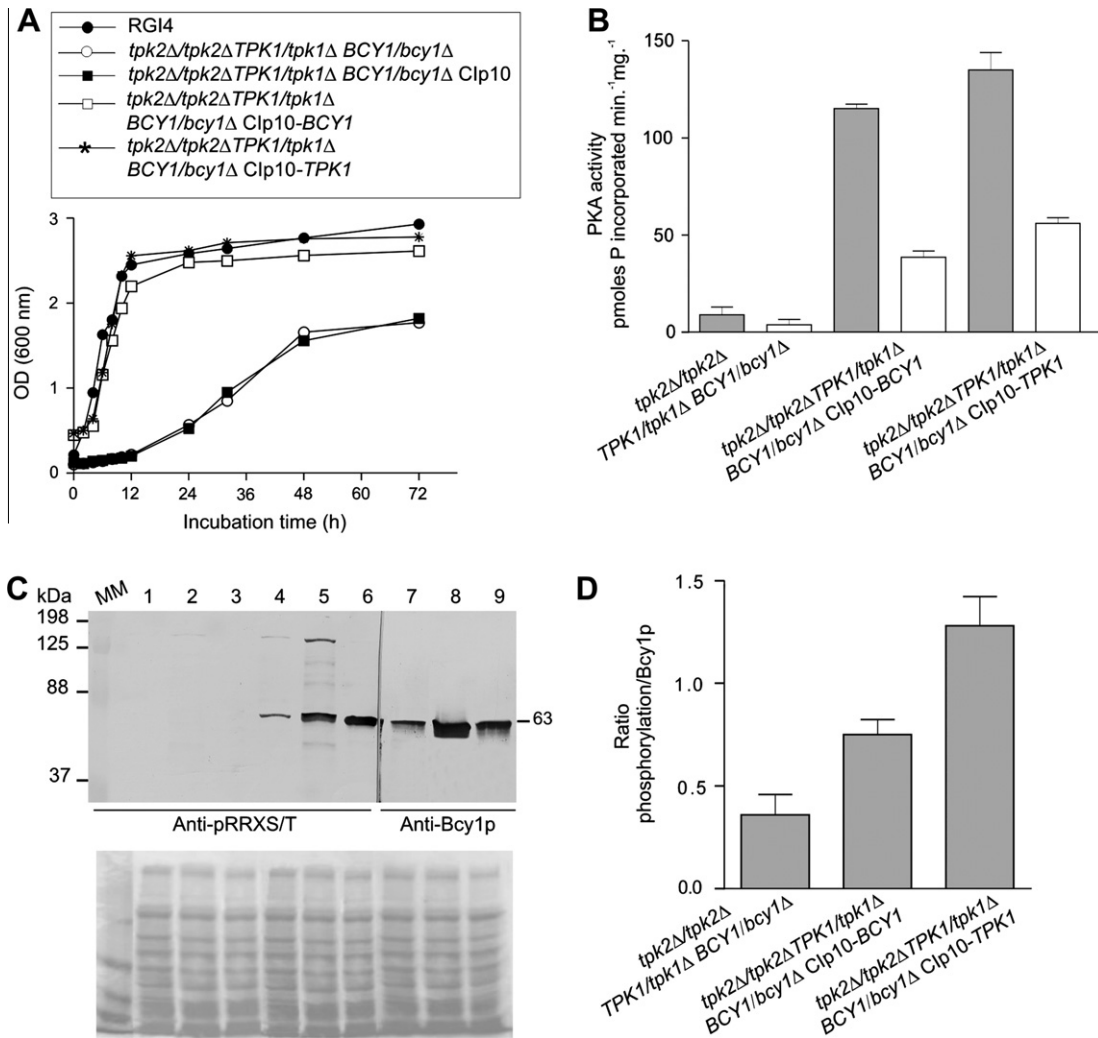 A
RGI4
tpk2Δ/tpk2ΔTPK1/tpk1Δ BCY1/bcy1Δ
tpk2Δ/tpk2ΔTPK1/tpk1Δ BCY1/bcy1Δ CIp10
tpk2Δ/tpk2ΔTPK1/tpk1Δ
BCY1/bcy1Δ CIp10-BCY1
tpk2Δ/tpk2ΔTPK1/tpk1Δ
BCY1/bcy1Δ CIp10-TPK1
OD (600 nm)
3
2
1
0
0 12 24 36 48 60 72
Incubation time (h)
B
PKA activity
pmoles P incorporated min.⁻¹mg.⁻¹
150
100
50
0
tpk2Δ/tpk2Δ
TPK1/tpk1Δ BCY1/bcy1Δ
tpk2Δ/tpk2ΔTPK1/tpk1Δ
BCY1/bcy1Δ CIp10-BCY1
tpk2Δ/tpk2ΔTPK1/tpk1Δ
BCY1/bcy1Δ CIp10-TPK1
C
kDa MM 1 2 3 4 5 6 7 8 9
198
125
88
63
37
Anti-pRRXS/T Anti-Bcy1p
D
Ratio
phosphorylation/Bcy1p
1.5
1.0
0.5
0.0
tpk2Δ/tpk2Δ
TPK1/tpk1Δ BCY1/bcy1Δ
tpk2Δ/tpk2ΔTPK1/tpk1Δ
BCY1/bcy1Δ CIp10-BCY1
tpk2Δ/tpk2ΔTPK1/tpk1Δ
BCY1/bcy1Δ CIp10-TPK1